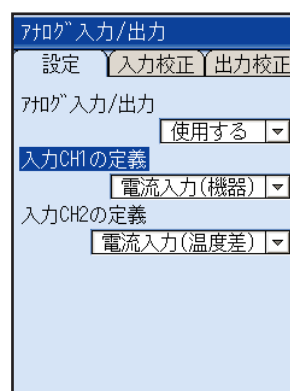 ｱﾅﾛｸﾞ入力/出力
設定 入力校正 出力校正
ｱﾅﾛｸﾞ入力/出力
使用する
入力CH1の定義
電流入力(機器)
入力CH2の定義
電流入力(温度差)